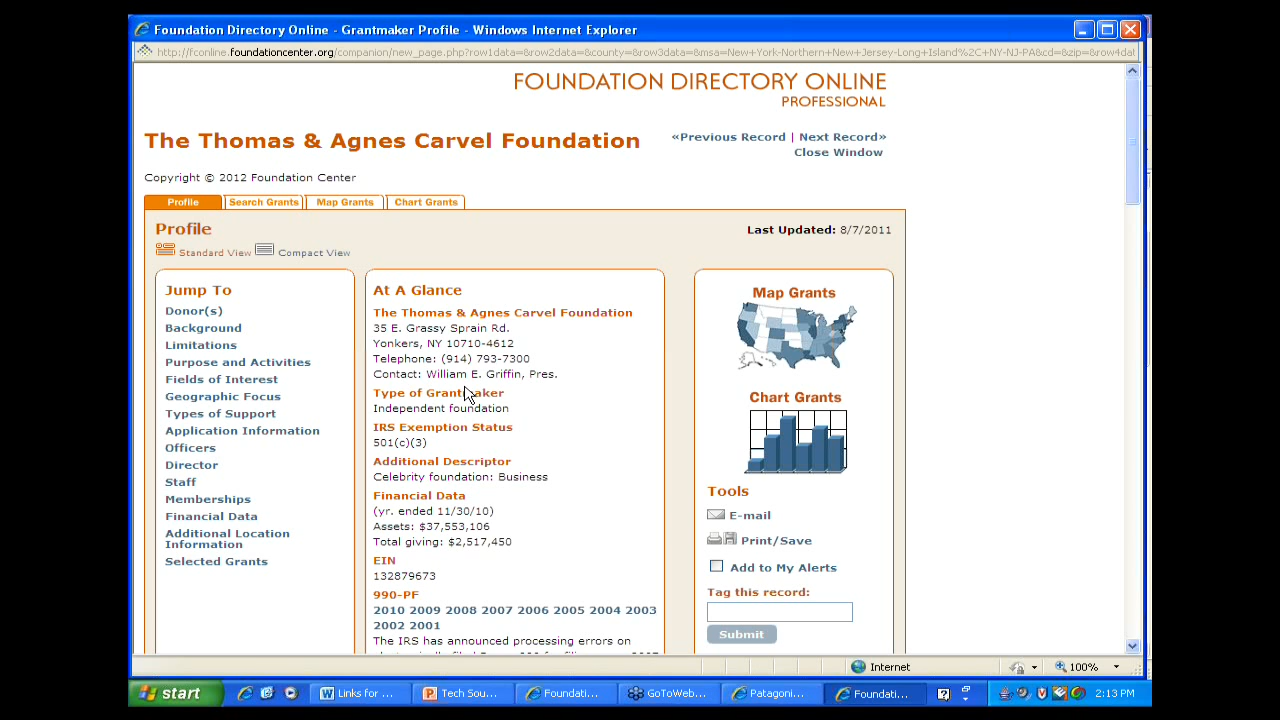 Foundation Directory Online - Grantmaker Profile - Windows Internet Explorer
http://fconline.foundationcenter.org/companion/new_page.php?row1data=&row2data=&county=&row3data=&msa=New+York-Northern+New+Jersey-Long+Island%2C+NY-NJ-PA&cd=&zip=&row4dat
FOUNDATION DIRECTORY ONLINE
PROFESSIONAL
The Thomas & Agnes Carvel Foundation
«Previous Record | Next Record»
Close Window
Copyright © 2012 Foundation Center
Profile Search Grants Map Grants Chart Grants
Profile
Last Updated: 8/7/2011
Standard View Compact View
Jump To
Donor(s)
Background
Limitations
Purpose and Activities
Fields of Interest
Geographic Focus
Types of Support
Application Information
Officers
Director
Staff
Memberships
Financial Data
Additional Location
Information
Selected Grants
At A Glance
The Thomas & Agnes Carvel Foundation
35 E. Grassy Sprain Rd.
Yonkers, NY 10710-4612
Telephone: (914) 793-7300
Contact: William E. Griffin, Pres.
Type of Grantmaker
Independent foundation
IRS Exemption Status
501(c)(3)
Additional Descriptor
Celebrity foundation: Business
Financial Data
(yr. ended 11/30/10)
Assets: $37,553,106
Total giving: $2,517,450
EIN
132879673
990-PF
2010 2009 2008 2007 2006 2005 2004 2003
2002 2001
The IRS has announced processing errors on
Map Grants
Chart Grants
Tools
E-mail
Print/Save
Add to My Alerts
Tag this record:
Submit
Internet
100%
start
Links for ...
Tech Sou...
Foundati...
GoToWeb...
Patagoni...
Foundati...
2:13 PM